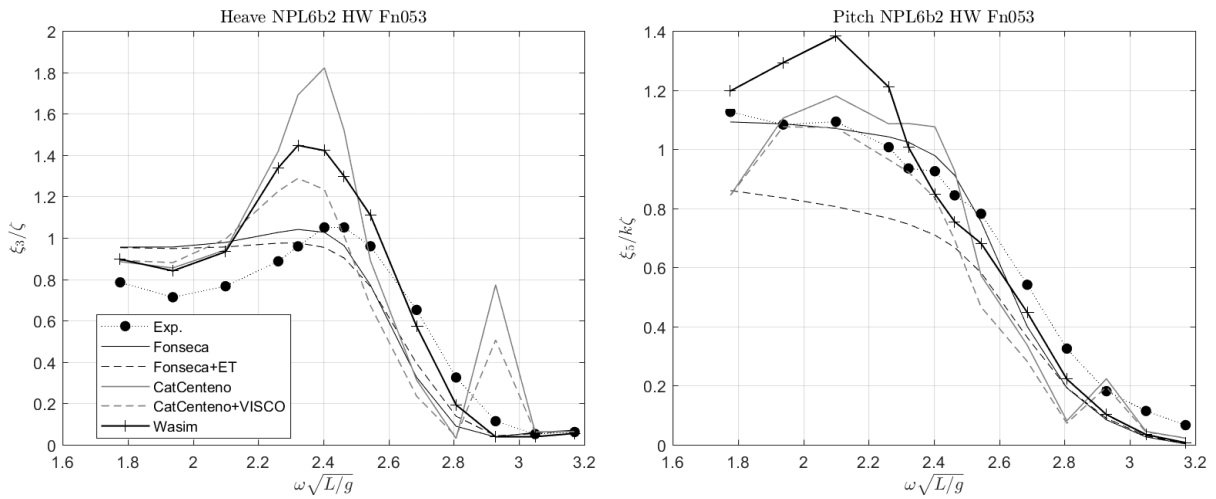 Heave NPL6b2 HW Fn053
ξ₃/ζ
2
1.8
1.6
1.4
1.2
1
0.8
0.6
0.4
0.2
0
Exp.
Fonseca
Fonseca+ET
CatCenteno
CatCenteno+VISCO
Wasim
1.6 1.8 2 2.2 2.4 2.6 2.8 3 3.2
ω√L/g
Pitch NPL6b2 HW Fn053
ξ₅/kζ
1.4
1.2
1
0.8
0.6
0.4
0.2
0
1.6 1.8 2 2.2 2.4 2.6 2.8 3 3.2
ω√L/g